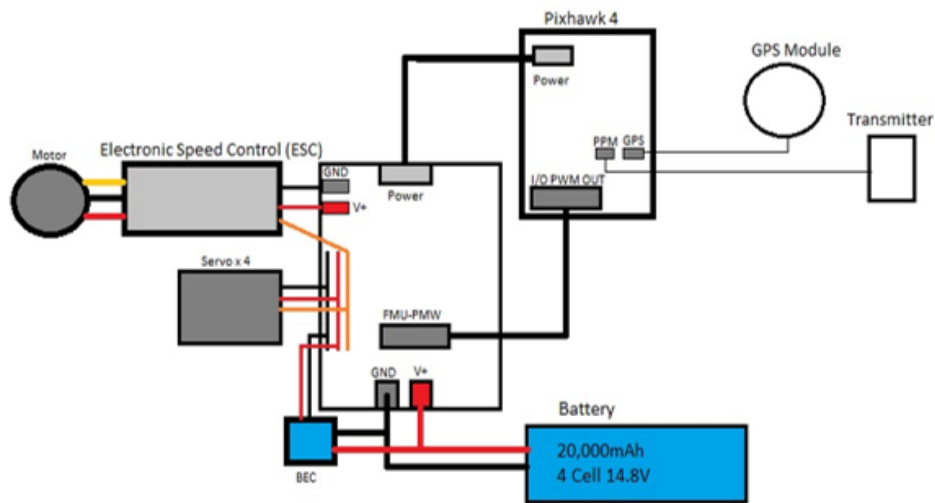 Pixhawk 4
GPS Module
Power
Transmitter
Motor
Electronic Speed Control (ESC)
PPM
GPS
GND
Power
I/O PWM OUT
V+
Servo x 4
FMU-PMW
GND
V+
Battery
20,000mAh
4 Cell 14.8V
BEC